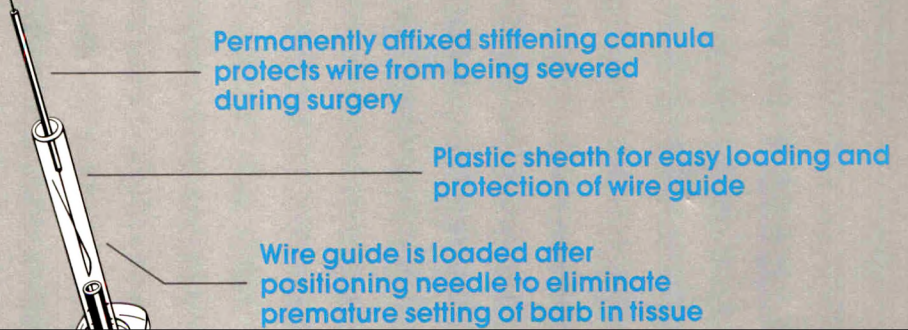 Permanently affixed stiffening cannula
protects wire from being severed
during surgery
Plastic sheath for easy loading and
protection of wire guide
Wire guide is loaded after
positioning needle to eliminate
premature setting of barb in tissue